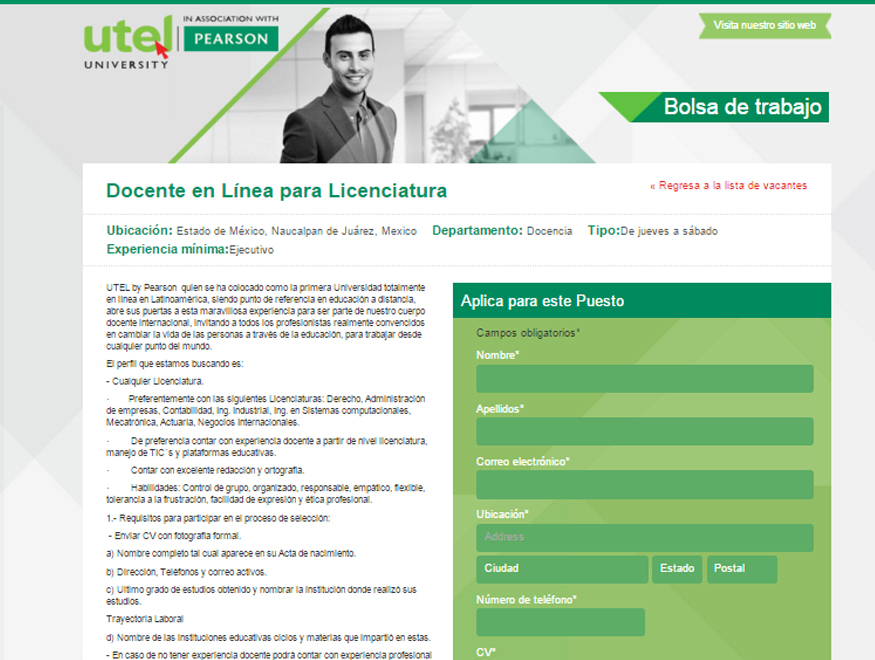 utel
UNIVERSITY
IN ASSOCIATION WITH
PEARSON
Visita nuestro sitio web
Bolsa de trabajo
Docente en Línea para Licenciatura
« Regresa a la lista de vacantes
Ubicación: Estado de México, Naucalpan de Juárez, Mexico Departamento: Docencia Tipo:De jueves a sábado
Experiencia mínima:Ejecutivo
UTEL by Pearson quien se ha colocado como la primera Universidad totalmente
en línea en Latinoamérica, siendo punto de referencia en educación a distancia,
abre sus puertas a esta maravillosa experiencia para ser parte de nuestro cuerpo
docente internacional, invitando a todos los profesionistas realmente convencidos
en cambiar la vida de las personas a través de la educación, para trabajar desde
cualquier punto del mundo.
El perfil que estamos buscando es:
- Cualquier Licenciatura.
· Preferentemente con las siguientes Licenciaturas: Derecho, Administración
de empresas, Contabilidad, Ing. Industrial, Ing. en Sistemas computacionales,
Mecatrónica, Actuaria, Negocios Internacionales.
· De preferencia contar con experiencia docente a partir de nivel licenciatura,
manejo de TIC´s y plataformas educativas.
· Contar con excelente redacción y ortografía.
· Habilidades: Control de grupo, organizado, responsable, empático, flexible,
tolerancia a la frustración, facilidad de expresión y ética profesional.
1.- Requisitos para participar en el proceso de selección:
- Enviar CV con fotografía formal.
a) Nombre completo tal cual aparece en su Acta de nacimiento.
b) Dirección, Teléfonos y correo activos.
c) Ultimo grado de estudios obtenido y nombrar la institución donde realizó sus
estudios.
Trayectoria Laboral
d) Nombre de las instituciones educativas ciclos y materias que impartió en estas.
- En caso de no tener experiencia docente podrá contar con experiencia profesional
Aplica para este Puesto
Campos obligatorios*
Nombre*
Apellidos*
Correo electrónico*
Ubicación*
Address
Ciudad Estado Postal
Número de teléfono*
CV*